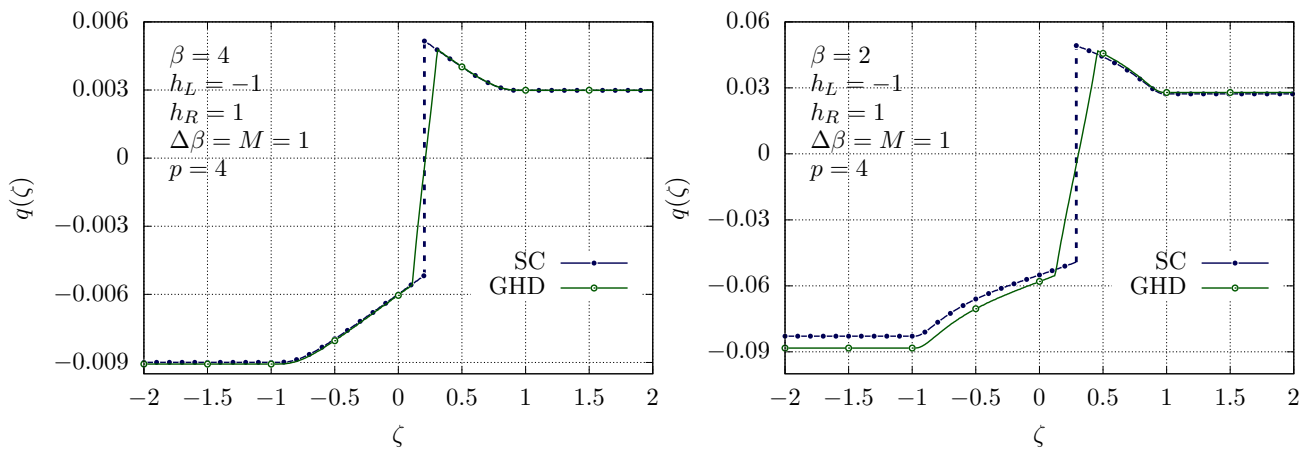 0.006
0.003
0
−0.003
−0.006
−0.009
q(ζ)
β = 4
h_L = −1
h_R = 1
Δβ = M = 1
p = 4
SC
GHD
−2 −1.5 −1 −0.5 0 0.5 1 1.5 2
ζ
0.06
0.03
0
−0.03
−0.06
−0.09
q(ζ)
β = 2
h_L = −1
h_R = 1
Δβ = M = 1
p = 4
SC
GHD
−2 −1.5 −1 −0.5 0 0.5 1 1.5 2
ζ